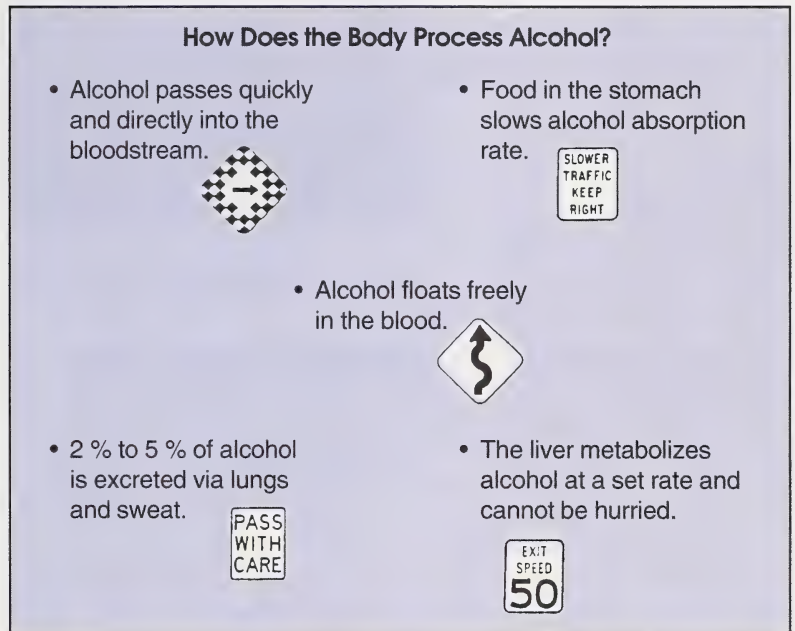 How Does the Body Process Alcohol?
• Alcohol passes quickly
and directly into the
bloodstream.
• Food in the stomach
slows alcohol absorption
rate.
SLOWER
TRAFFIC
KEEP
RIGHT
• Alcohol floats freely
in the blood.
• 2 % to 5 % of alcohol
is excreted via lungs
and sweat.
PASS
WITH
CARE
• The liver metabolizes
alcohol at a set rate and
cannot be hurried.
EXIT
SPEED
50